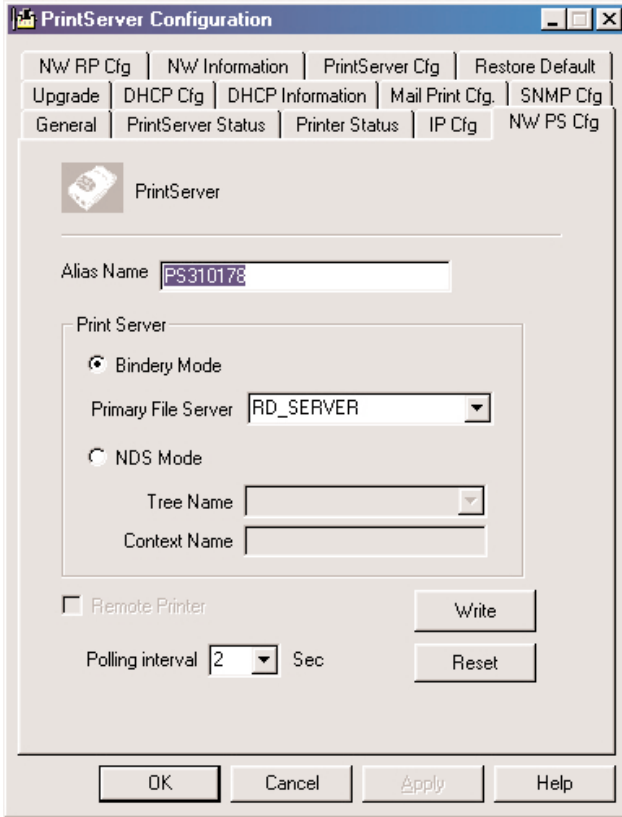 PrintServer Configuration
NW RP Cfg NW Information PrintServer Cfg Restore Default
Upgrade DHCP Cfg DHCP Information Mail Print Cfg. SNMP Cfg
General PrintServer Status Printer Status IP Cfg NW PS Cfg
PrintServer
Alias Name PS310178
Print Server
Bindery Mode
Primary File Server RD_SERVER
NDS Mode
Tree Name
Context Name
Remote Printer Write
Polling interval 2 Sec Reset
OK Cancel Apply Help